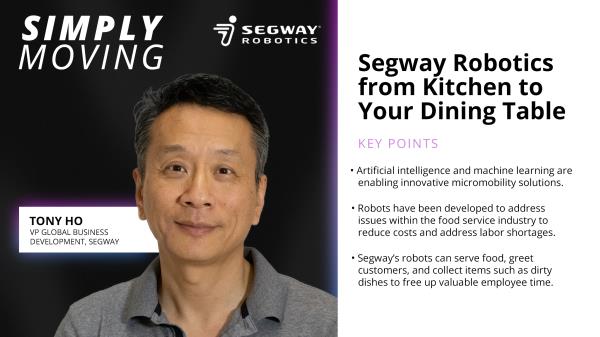 SIMPLY
MOVING
SEGWAY
ROBOTICS
TONY HO
VP GLOBAL BUSINESS
DEVELOPMENT, SEGWAY
Segway Robotics
from Kitchen to
Your Dining Table
KEY POINTS
• Artificial intelligence and machine learning are
enabling innovative micromobility solutions.
• Robots have been developed to address
issues within the food service industry to
reduce costs and address labor shortages.
• Segway's robots can serve food, greet
customers, and collect items such as dirty
dishes to free up valuable employee time.